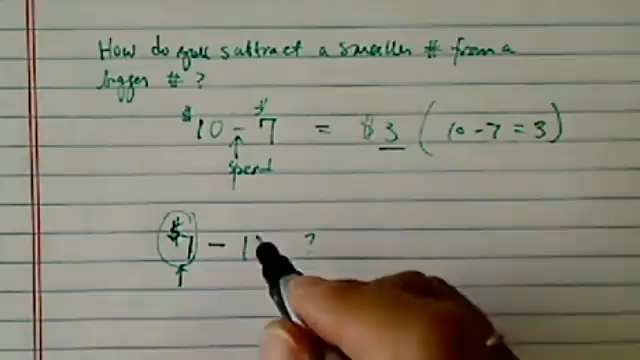 How do you subtract a smaller # from a
bigger # ?
$10 - $7 = $3 (10 - 7 = 3)
spend
$7 - 1 ?